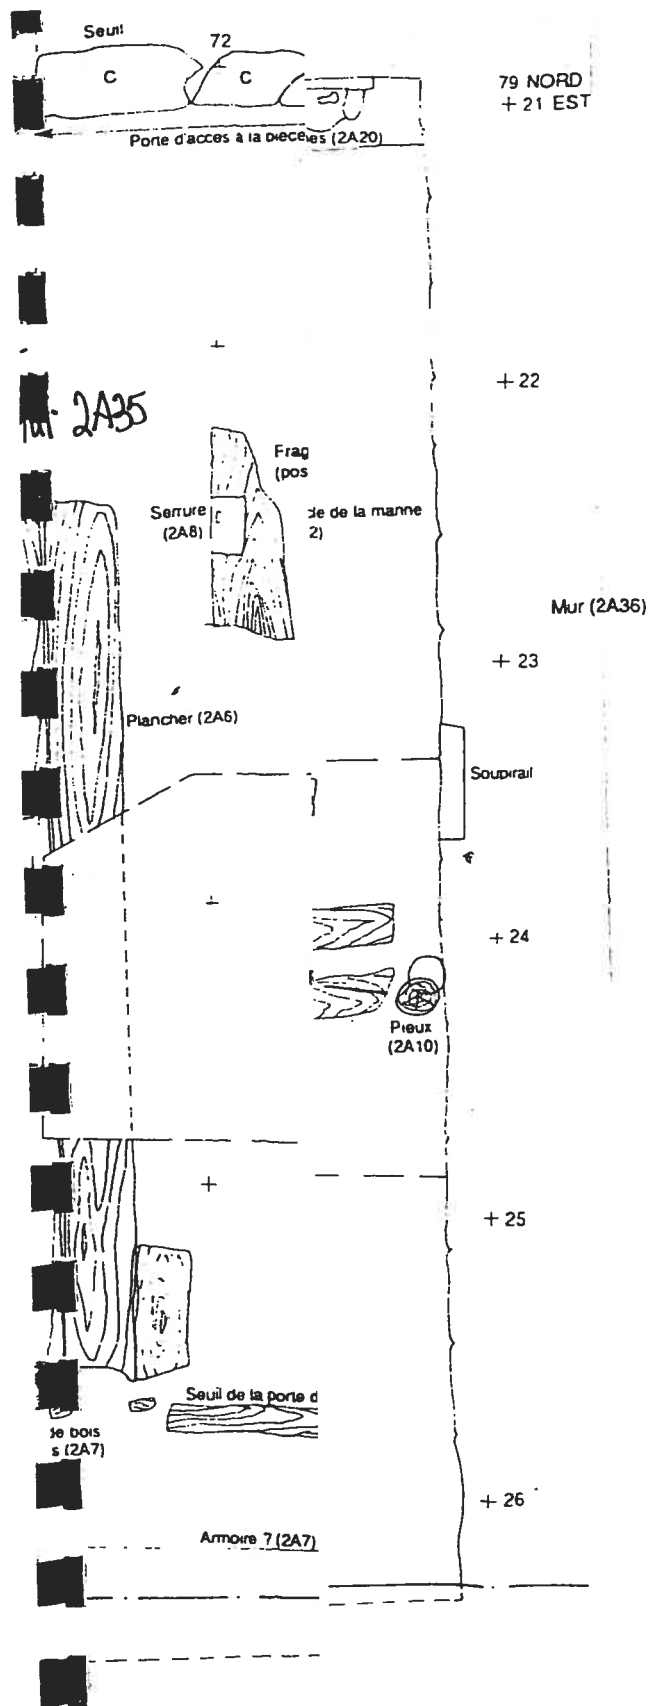 Seuil
72
C
C
79 NORD
+ 21 EST
Porte d'accès à la pièce
es (2A20)
+ 22
2A35
Frag
(pos
Serrure
(2A8)
de de la manne
2)
Mur (2A36)
+ 23
Plancher (2A6)
Soupirail
+ 24
Pieux
(2A10)
+ 25
Seuil de la porte d
de bois
s (2A7)
+ 26
Armoire ? (2A7)